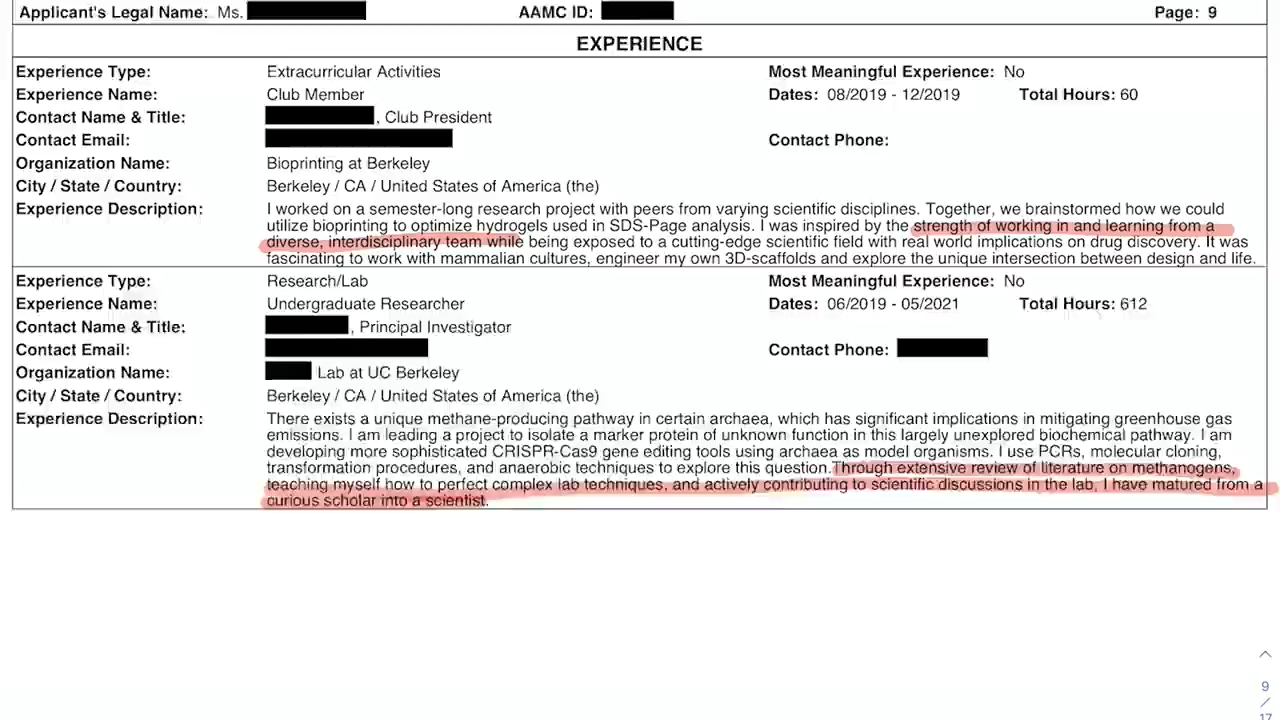 Applicant's Legal Name: Ms. AAMC ID: Page: 9
EXPERIENCE
Experience Type: Extracurricular Activities Most Meaningful Experience: No
Experience Name: Club Member Dates: 08/2019 - 12/2019 Total Hours: 60
Contact Name & Title: , Club President
Contact Email: Contact Phone:
Organization Name: Bioprinting at Berkeley
City / State / Country: Berkeley / CA / United States of America (the)
Experience Description: I worked on a semester-long research project with peers from varying scientific disciplines. Together, we brainstormed how we could
utilize bioprinting to optimize hydrogels used in SDS-Page analysis. I was inspired by the strength of working in and learning from a
diverse, interdisciplinary team while being exposed to a cutting-edge scientific field with real world implications on drug discovery. It was
fascinating to work with mammalian cultures, engineer my own 3D-scaffolds and explore the unique intersection between design and life.
Experience Type: Research/Lab Most Meaningful Experience: No
Experience Name: Undergraduate Researcher Dates: 06/2019 - 05/2021 Total Hours: 612
Contact Name & Title: , Principal Investigator
Contact Email: Contact Phone:
Organization Name: Lab at UC Berkeley
City / State / Country: Berkeley / CA / United States of America (the)
Experience Description: There exists a unique methane-producing pathway in certain archaea, which has significant implications in mitigating greenhouse gas
emissions. I am leading a project to isolate a marker protein of unknown function in this largely unexplored biochemical pathway. I am
developing more sophisticated CRISPR-Cas9 gene editing tools using archaea as model organisms. I use PCRs, molecular cloning,
transformation procedures, and anaerobic techniques to explore this question. Through extensive review of literature on methanogens,
teaching myself how to perfect complex lab techniques, and actively contributing to scientific discussions in the lab, I have matured from a
curious scholar into a scientist.
9
/
17